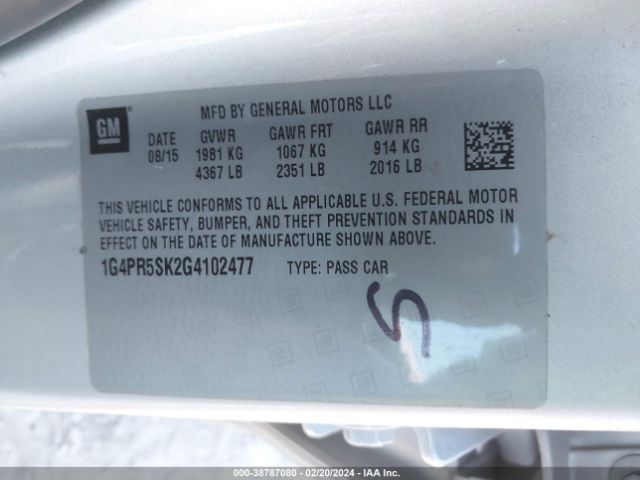 GM
MFD BY GENERAL MOTORS LLC
DATE GVWR GAWR FRT GAWR RR
08/15 1981 KG 1067 KG 914 KG
4367 LB 2351 LB 2016 LB
THIS VEHICLE CONFORMS TO ALL APPLICABLE U.S. FEDERAL MOTOR
VEHICLE SAFETY, BUMPER, AND THEFT PREVENTION STANDARDS IN
EFFECT ON THE DATE OF MANUFACTURE SHOWN ABOVE.
1G4PR5SK2G4102477 TYPE: PASS CAR
5
000-38787080 - 02/20/2024 - IAA Inc.